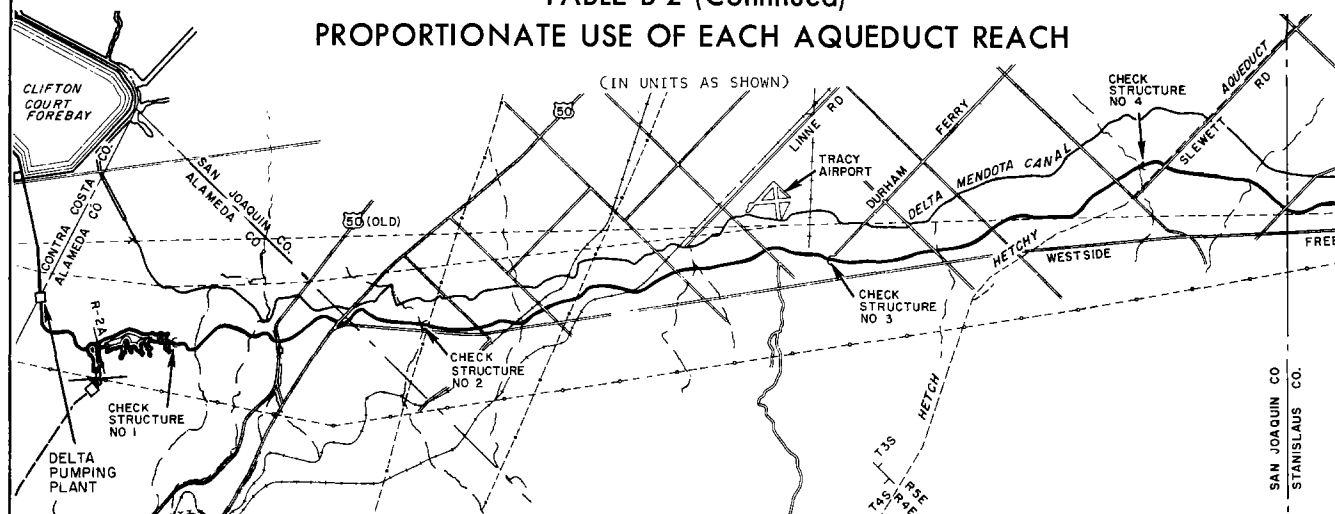 TABLE B-2 (Continued)
PROPORTIONATE USE OF EACH AQUEDUCT REACH
(IN UNITS AS SHOWN)
CLIFTON
COURT
FOREBAY
CONTRA COSTA CO.
ALAMEDA CO
SAN JOAQUIN CO.
ALAMEDA CO.
50 (OLD)
50
LINNE RD
TRACY
AIRPORT
DURHAM FERRY
DELTA MENDOTA CANAL
CHECK
STRUCTURE
NO 4
AQUEDUCT
SLEWETT RD
HETCH HETCHY
WESTSIDE
FREE
R-2A
CHECK
STRUCTURE
NO 1
CHECK
STRUCTURE
NO 2
CHECK
STRUCTURE
NO 3
DELTA
PUMPING
PLANT
T3S
T4S
R5E
R4E
SAN JOAQUIN CO
STANISLAUS CO.